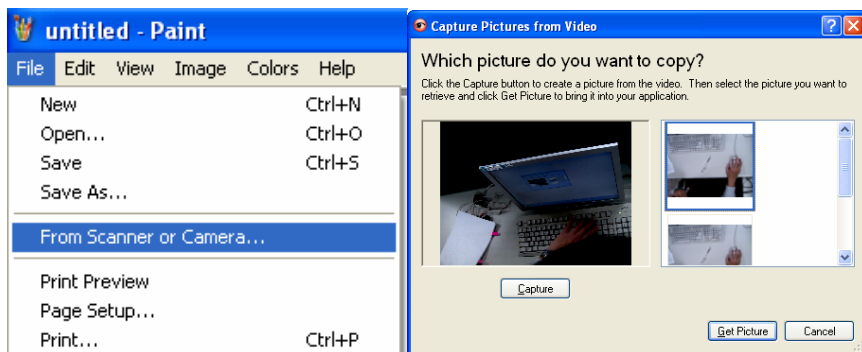 untitled - Paint
File Edit View Image Colors Help
New Ctrl+N
Open... Ctrl+O
Save Ctrl+S
Save As...
From Scanner or Camera...
Print Preview
Page Setup...
Print... Ctrl+P
Capture Pictures from Video
Which picture do you want to copy?
Click the Capture button to create a picture from the video. Then select the picture you want to
retrieve and click Get Picture to bring it into your application.
Capture
Get Picture Cancel